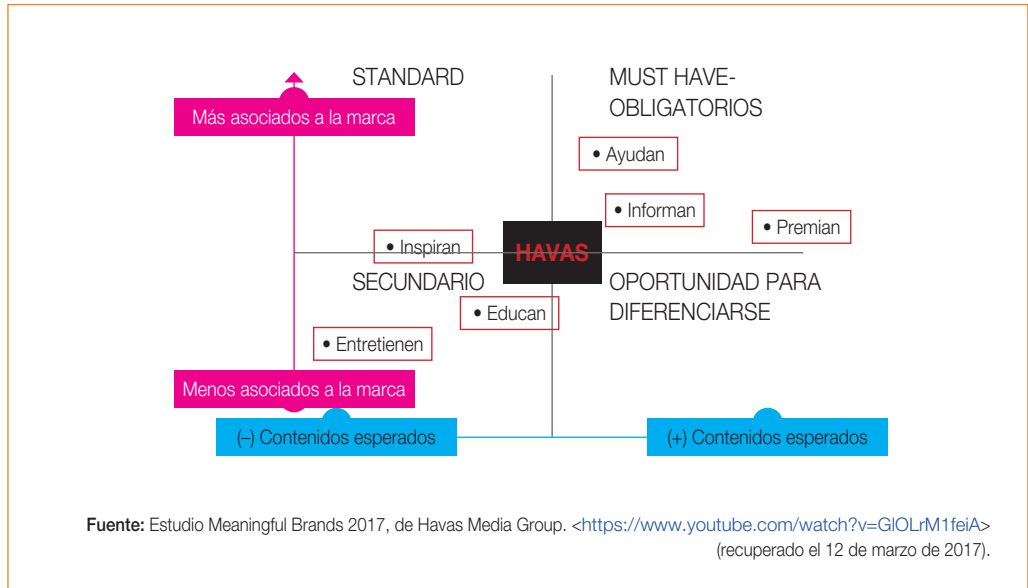 STANDARD
MUST HAVE-
OBLIGATORIOS
Más asociados a la marca
• Ayudan
• Informan
• Premian
• Inspiran
HAVAS
SECUNDARIO
OPORTUNIDAD PARA
DIFERENCIARSE
• Educan
• Entretienen
Menos asociados a la marca
(–) Contenidos esperados
(+) Contenidos esperados
Fuente: Estudio Meaningful Brands 2017, de Havas Media Group. <https://www.youtube.com/watch?v=GlOLrM1feiA>
(recuperado el 12 de marzo de 2017).